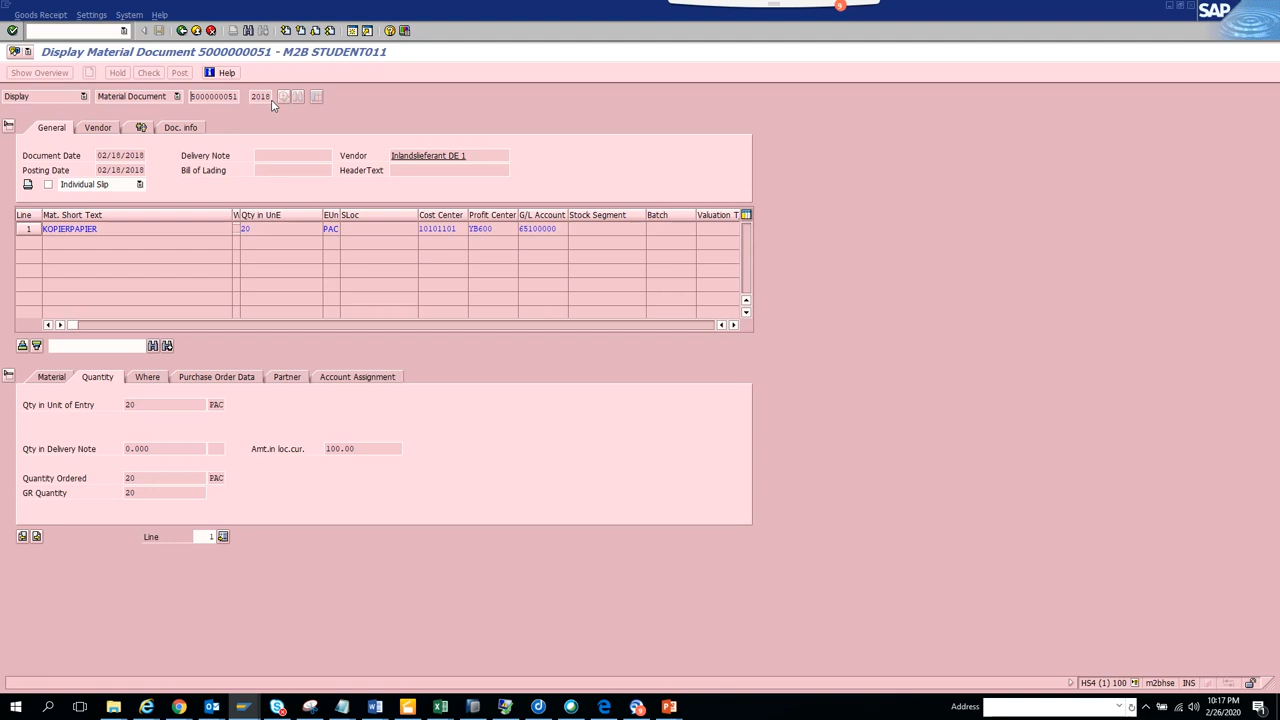 Goods Receipt Settings System Help
SAP
Display Material Document 5000000051 - M2B STUDENT011
Show Overview Hold Check Post Help
Display Material Document 5000000051 2018
General Vendor Doc. info
Document Date 02/18/2018 Delivery Note Vendor Inlandslieferant DE 1
Posting Date 02/18/2018 Bill of Lading HeaderText
Individual Slip
Line Mat. Short Text Qty in UnE EUn SLoc Cost Center Profit Center G/L Account Stock Segment Batch Valuation T
1 KOPIERPAPIER 20 PAC 10101101 YB600 65100000
Material Quantity Where Purchase Order Data Partner Account Assignment
Qty in Unit of Entry 20 PAC
Qty in Delivery Note 0.000 Amt.in loc.cur. 100.00
Quantity Ordered 20 PAC
GR Quantity 20
Line 1
HS4 (1) 100 m2bhse INS
Address 10:17 PM
2/26/2020